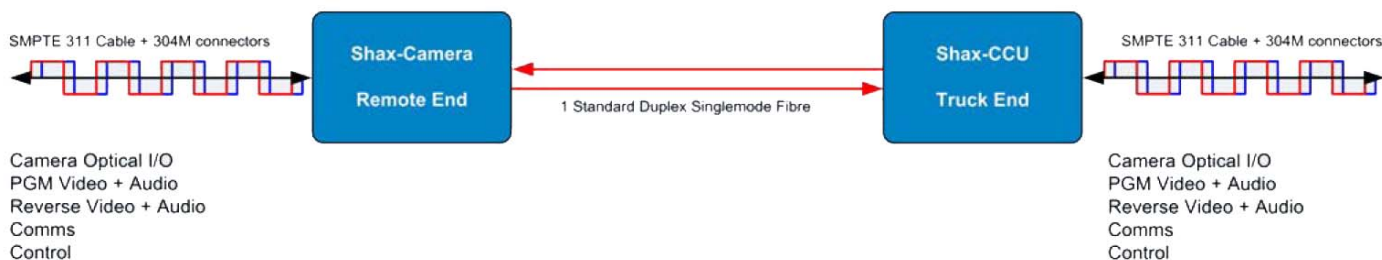 SMPTE 311 Cable + 304M connectors
Shax-Camera
Remote End
1 Standard Duplex Singlemode Fibre
Shax-CCU
Truck End
SMPTE 311 Cable + 304M connectors
Camera Optical I/O
PGM Video + Audio
Reverse Video + Audio
Comms
Control
Camera Optical I/O
PGM Video + Audio
Reverse Video + Audio
Comms
Control